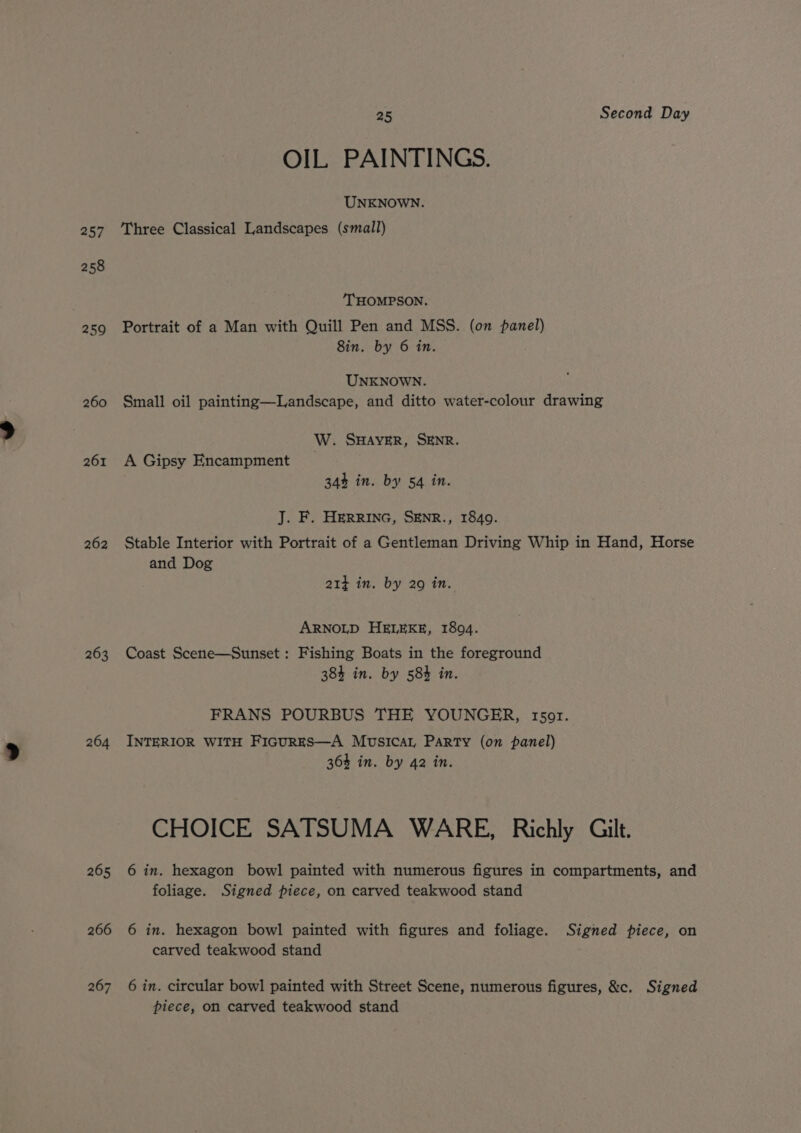 25 Second Day
OIL PAINTINGS.
UNKNOWN.
257 Three Classical Landscapes (small)
258
THOMPSON.
259 Portrait of a Man with Quill Pen and MSS. (on panel)
8in. by 6 in.
UNKNOWN.
260 Small oil painting—Landscape, and ditto water-colour drawing
W. SHAYER, SENR.
261 A Gipsy Encampment
34½ in. by 54 in.
J. F. HERRING, SENR., 1849.
262 Stable Interior with Portrait of a Gentleman Driving Whip in Hand, Horse
and Dog
21½ in. by 29 in.
ARNOLD HELEKE, 1894.
263 Coast Scene—Sunset : Fishing Boats in the foreground
38½ in. by 58½ in.
FRANS POURBUS THE YOUNGER, 1591.
264 INTERIOR WITH FIGURES—A MUSICAL PARTY (on panel)
36½ in. by 42 in.
CHOICE SATSUMA WARE, Richly Gilt.
265 6 in. hexagon bowl painted with numerous figures in compartments, and
foliage. Signed piece, on carved teakwood stand
266 6 in. hexagon bowl painted with figures and foliage. Signed piece, on
carved teakwood stand
267 6 in. circular bowl painted with Street Scene, numerous figures, &c. Signed
piece, on carved teakwood stand